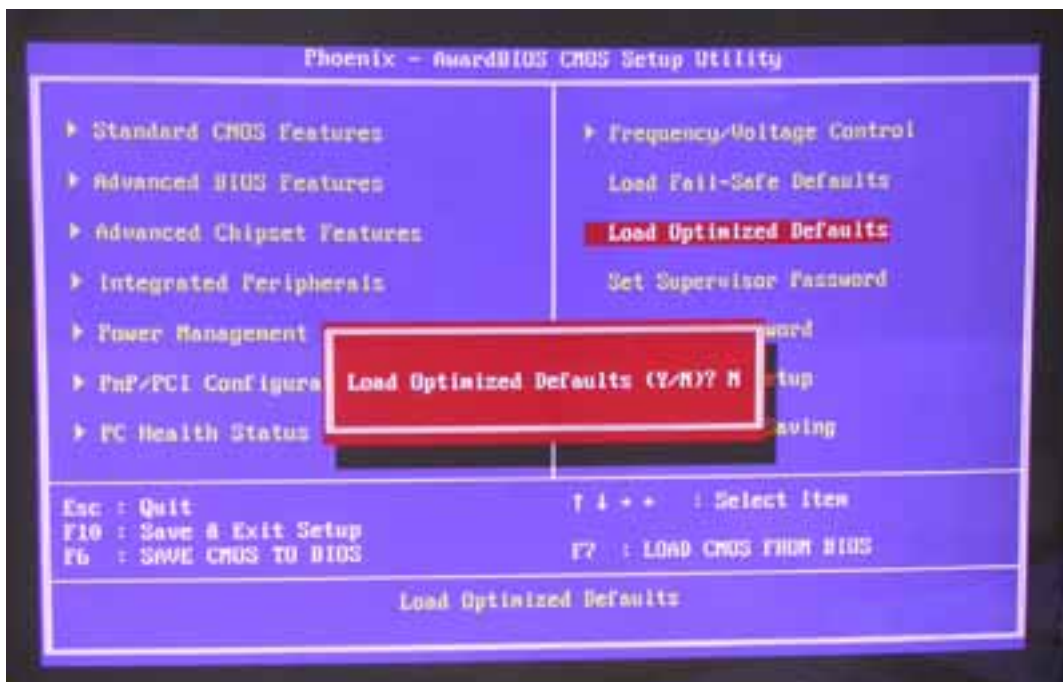 Phoenix - AwardBIOS CMOS Setup Utility
Standard CMOS Features
Advanced BIOS Features
Advanced Chipset Features
Integrated Peripherals
Power Management
PnP/PCI Configura
PC Health Status
Frequency/Voltage Control
Load Fail-Safe Defaults
Load Optimized Defaults
Set Supervisor Password
word
tup
aving
Load Optimized Defaults (Y/N)? N
Esc : Quit
F10 : Save & Exit Setup
F6 : SAVE CMOS TO BIOS
↑ ↓ → ← : Select Item
F7 : LOAD CMOS FROM BIOS
Load Optimized Defaults